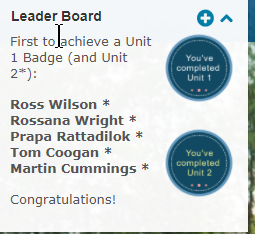 Leader Board
First to achieve a Unit
1 Badge (and Unit
2*):
You've
completed
Unit 1
Ross Wilson *
Rossana Wright *
Prapa Rattadilok *
Tom Coogan *
Martin Cummings *
You've
completed
Unit 2
Congratulations!